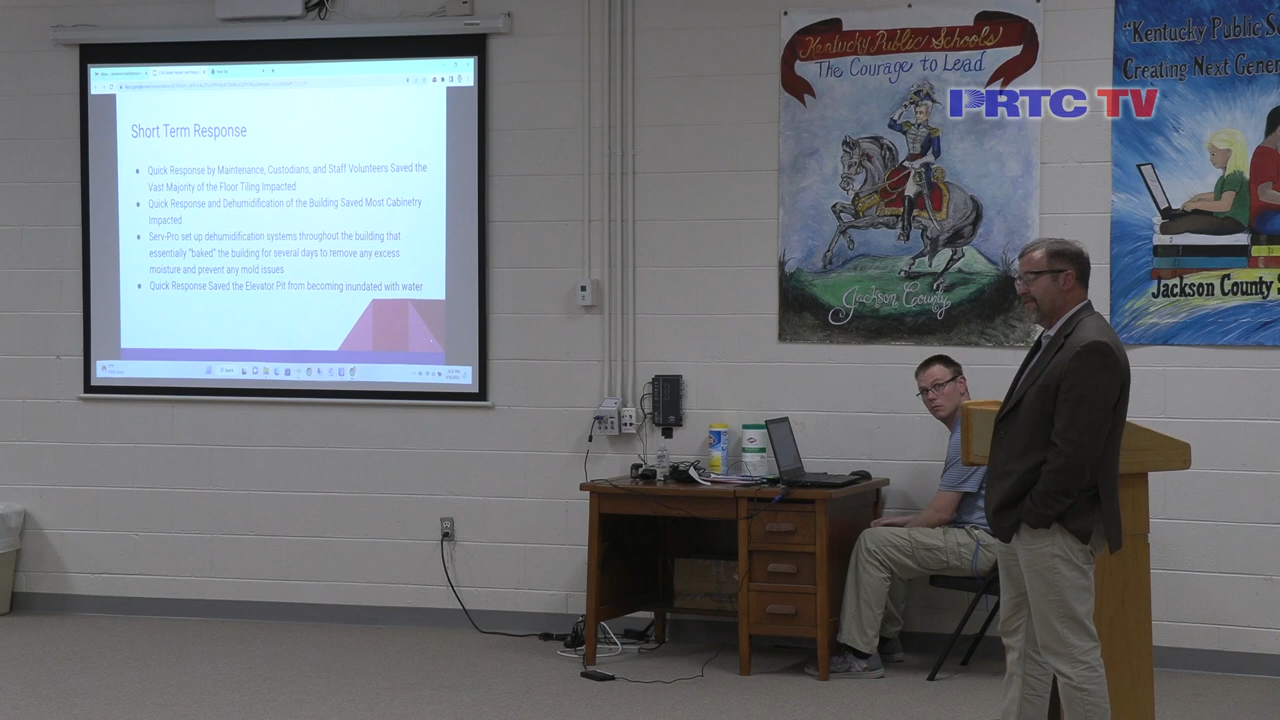 Short Term Response
Quick Response by Maintenance, Custodians, and Staff Volunteers Saved the
Vast Majority of the Floor Tiling Impacted
Quick Response and Dehumidification of the Building Saved Most Cabinetry
Impacted
Serv-Pro set up dehumidification systems throughout the building that
essentially "baked" the building for several days to remove any excess
moisture and prevent any mold issues
Quick Response Saved the Elevator Pit from becoming inundated with water
Kentucky Public Schools
The Courage to Lead
Jackson County
PRTC TV
"Kentucky Public
Creating Next
Jackson County